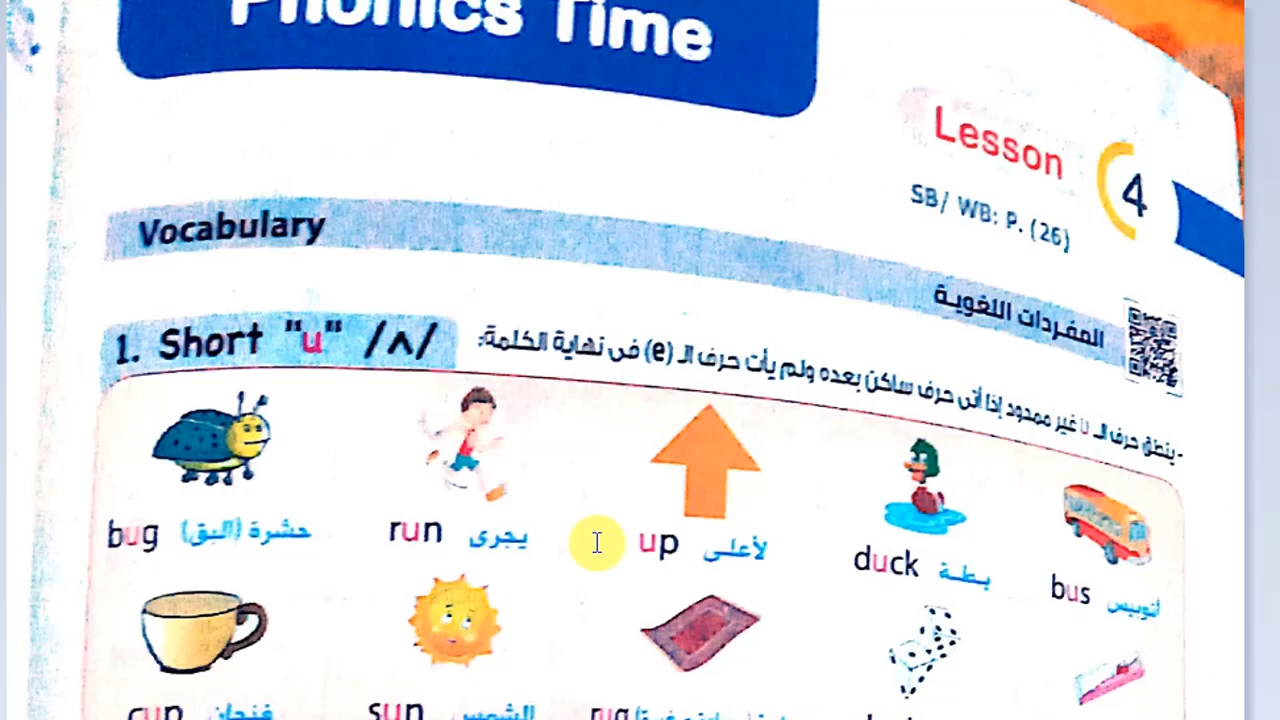 Phonics Time
Lesson 4
SB/ WB: P. (26)
Vocabulary
المفردات اللغوية
1. Short "u" /ʌ/
- ينطق حرف الـ u غير ممدود إذا أتى حرف ساكن بعده ولم يأت حرف الـ (e) فى نهاية الكلمة:
bug حشرة (البق)
run يجرى
up لأعلى
duck بطة
bus أتوبيس
cup فنجان
sun الشمس
rug